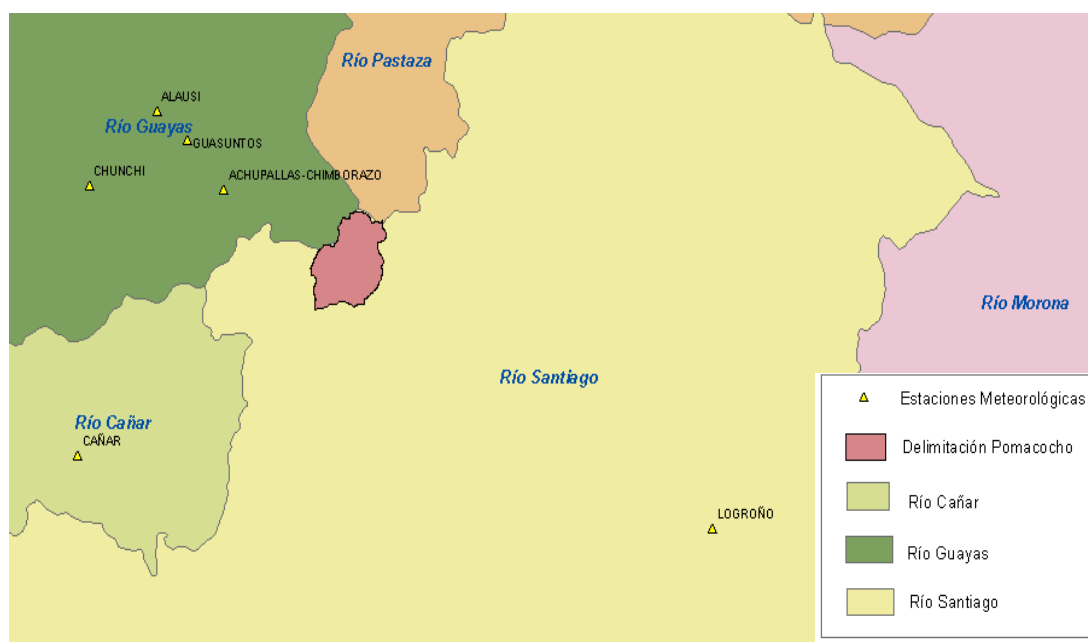 Río Pastaza
ALAUSI
Río Guayas
GUASUNTOS
CHUNCHI
ACHUPALLAS-CHIMBORAZO
Río Morona
Río Santiago
Río Cañar
CAÑAR
LOGROÑO
Estaciones Meteorológicas
Delimitación Pomacocho
Río Cañar
Río Guayas
Río Santiago